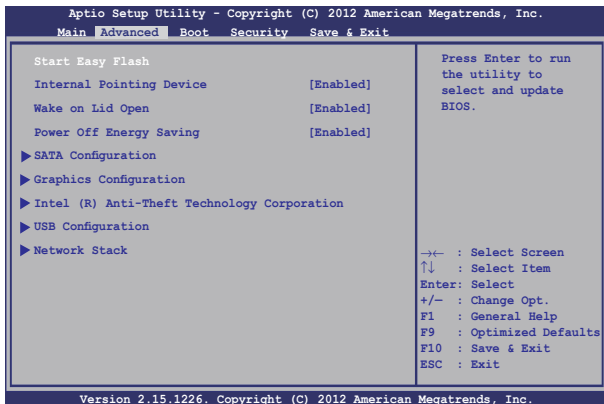 Aptio Setup Utility - Copyright (C) 2012 American Megatrends, Inc.
Main Advanced Boot Security Save & Exit
Start Easy Flash
Internal Pointing Device [Enabled]
Wake on Lid Open [Enabled]
Power Off Energy Saving [Enabled]
SATA Configuration
Graphics Configuration
Intel (R) Anti-Theft Technology Corporation
USB Configuration
Network Stack
Press Enter to run
the utility to
select and update
BIOS.
→← : Select Screen
↑↓ : Select Item
Enter: Select
+/— : Change Opt.
F1 : General Help
F9 : Optimized Defaults
F10 : Save & Exit
ESC : Exit
Version 2.15.1226. Copyright (C) 2012 American Megatrends, Inc.